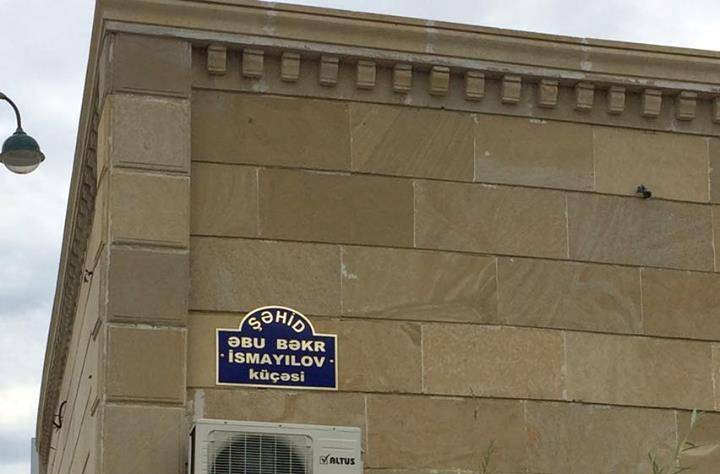 ŞƏHİD
ƏBU BƏKR
İSMAYILOV
küçəsi
ALTUS